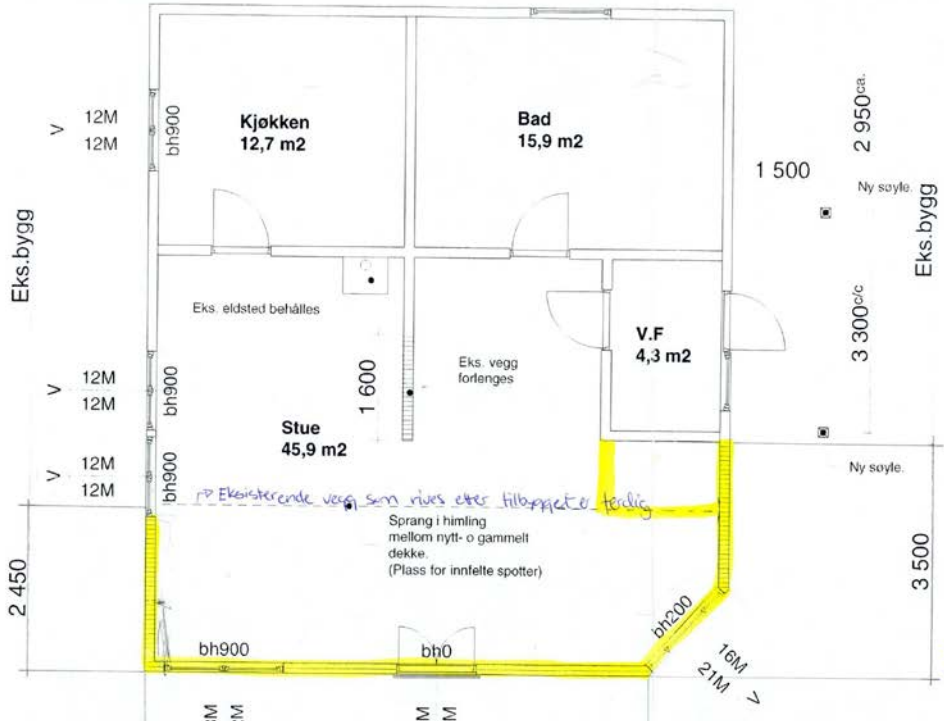 Kjøkken
12,7 m2
Bad
15,9 m2
12M
12M
V
bh900
2 950ca.
1 500
Ny søyle.
Eks.bygg
Eks.bygg
Eks. eldsted behålles
V.F
4,3 m2
3 300c/c
Eks. vegg
forlenges
1 600
12M
12M
V
bh900
Stue
45,9 m2
12M
12M
V
bh900
Ny søyle.
Eksisterende vegg som rives etter tilbygget er ferdig
Sprang i himling
mellom nytt- o gammelt
dekke.
(Plass for innfelte spotter)
2 450
3 500
bh900
bh0
bh200
16M
21M
V
M
M
M
M